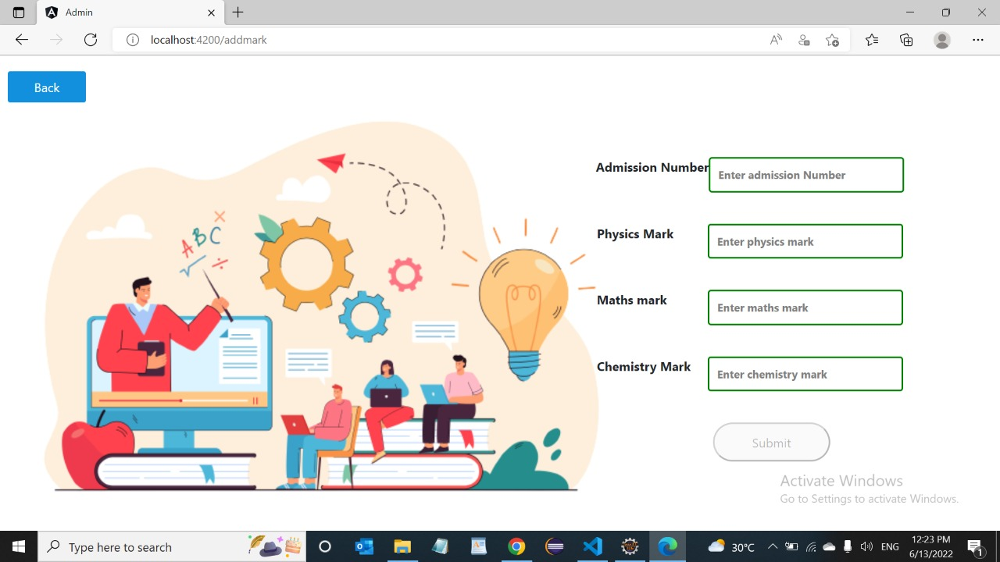 Admin
localhost:4200/addmark
Back
Admission Number
Enter admission Number
Physics Mark
Enter physics mark
Maths mark
Enter maths mark
Chemistry Mark
Enter chemistry mark
Submit
ABC
Activate Windows
Go to Settings to activate Windows.
Type here to search
30°C
ENG
12:23 PM
6/13/2022
1